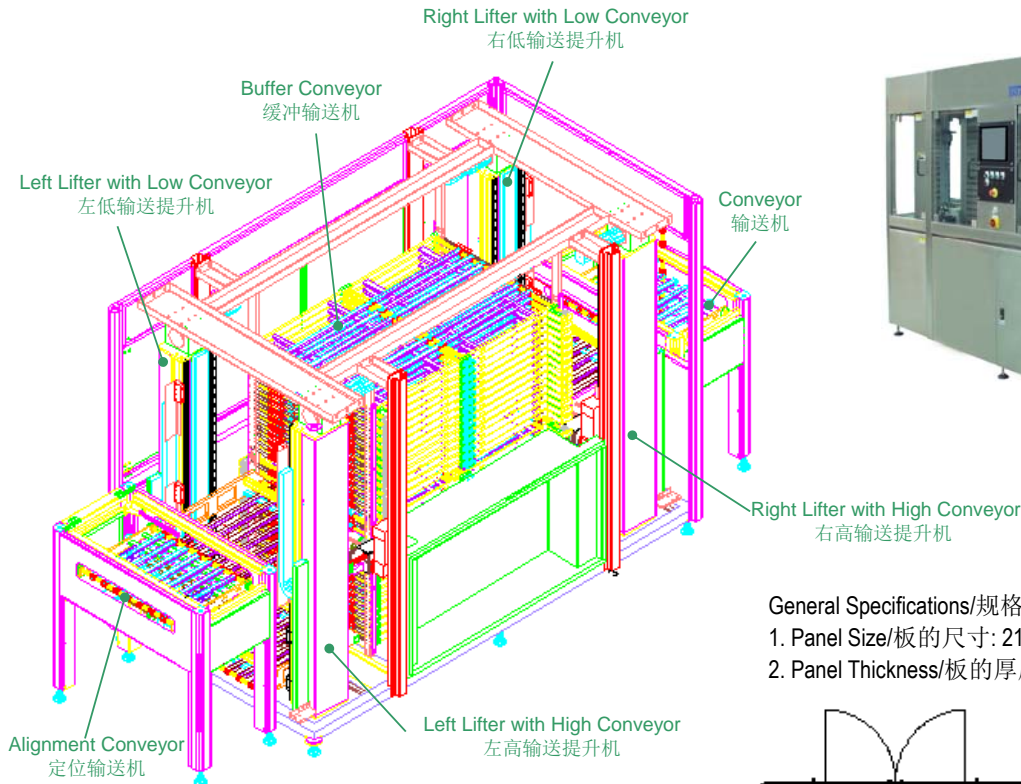 Right Lifter with Low Conveyor
右低输送提升机
Buffer Conveyor
缓冲输送机
Left Lifter with Low Conveyor
左低输送提升机
Conveyor
输送机
Right Lifter with High Conveyor
右高输送提升机
General Specifications/规格
1. Panel Size/板的尺寸: 21
2. Panel Thickness/板的厚
Left Lifter with High Conveyor
左高输送提升机
Alignment Conveyor
定位输送机